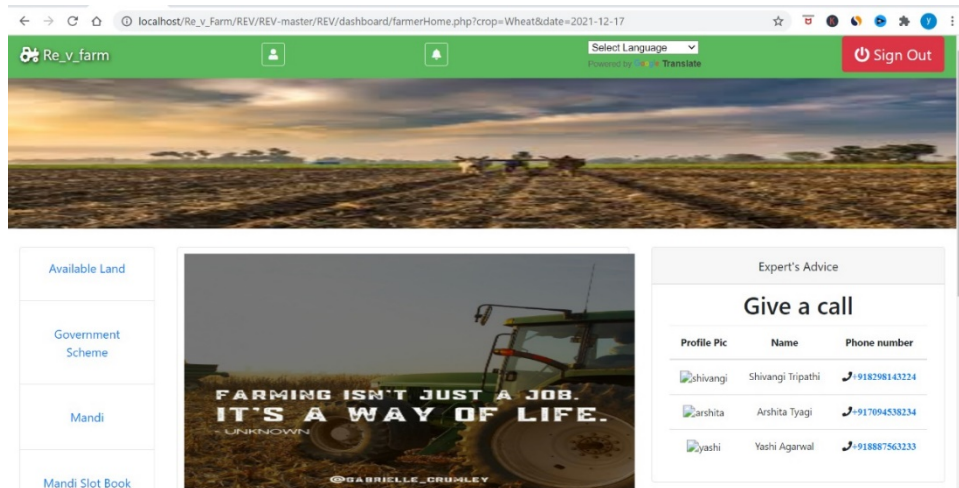 localhost/Re_v_Farm/REV/REV-master/REV/dashboard/farmerHome.php?crop=Wheat&date=2021-12-17
Re_v_farm
Select Language
Powered by Google Translate
Sign Out
Available Land
Government
Scheme
Mandi
Mandi Slot Book
FARMING ISN'T JUST A JOB.
IT'S A WAY OF LIFE.
- UNKNOWN
@GABRIELLE_CRUMLEY
Expert's Advice
Give a call
Profile Pic Name Phone number
shivangi Shivangi Tripathi +918298143224
arshita Arshita Tyagi +917094538234
yashi Yashi Agarwal +918887563233